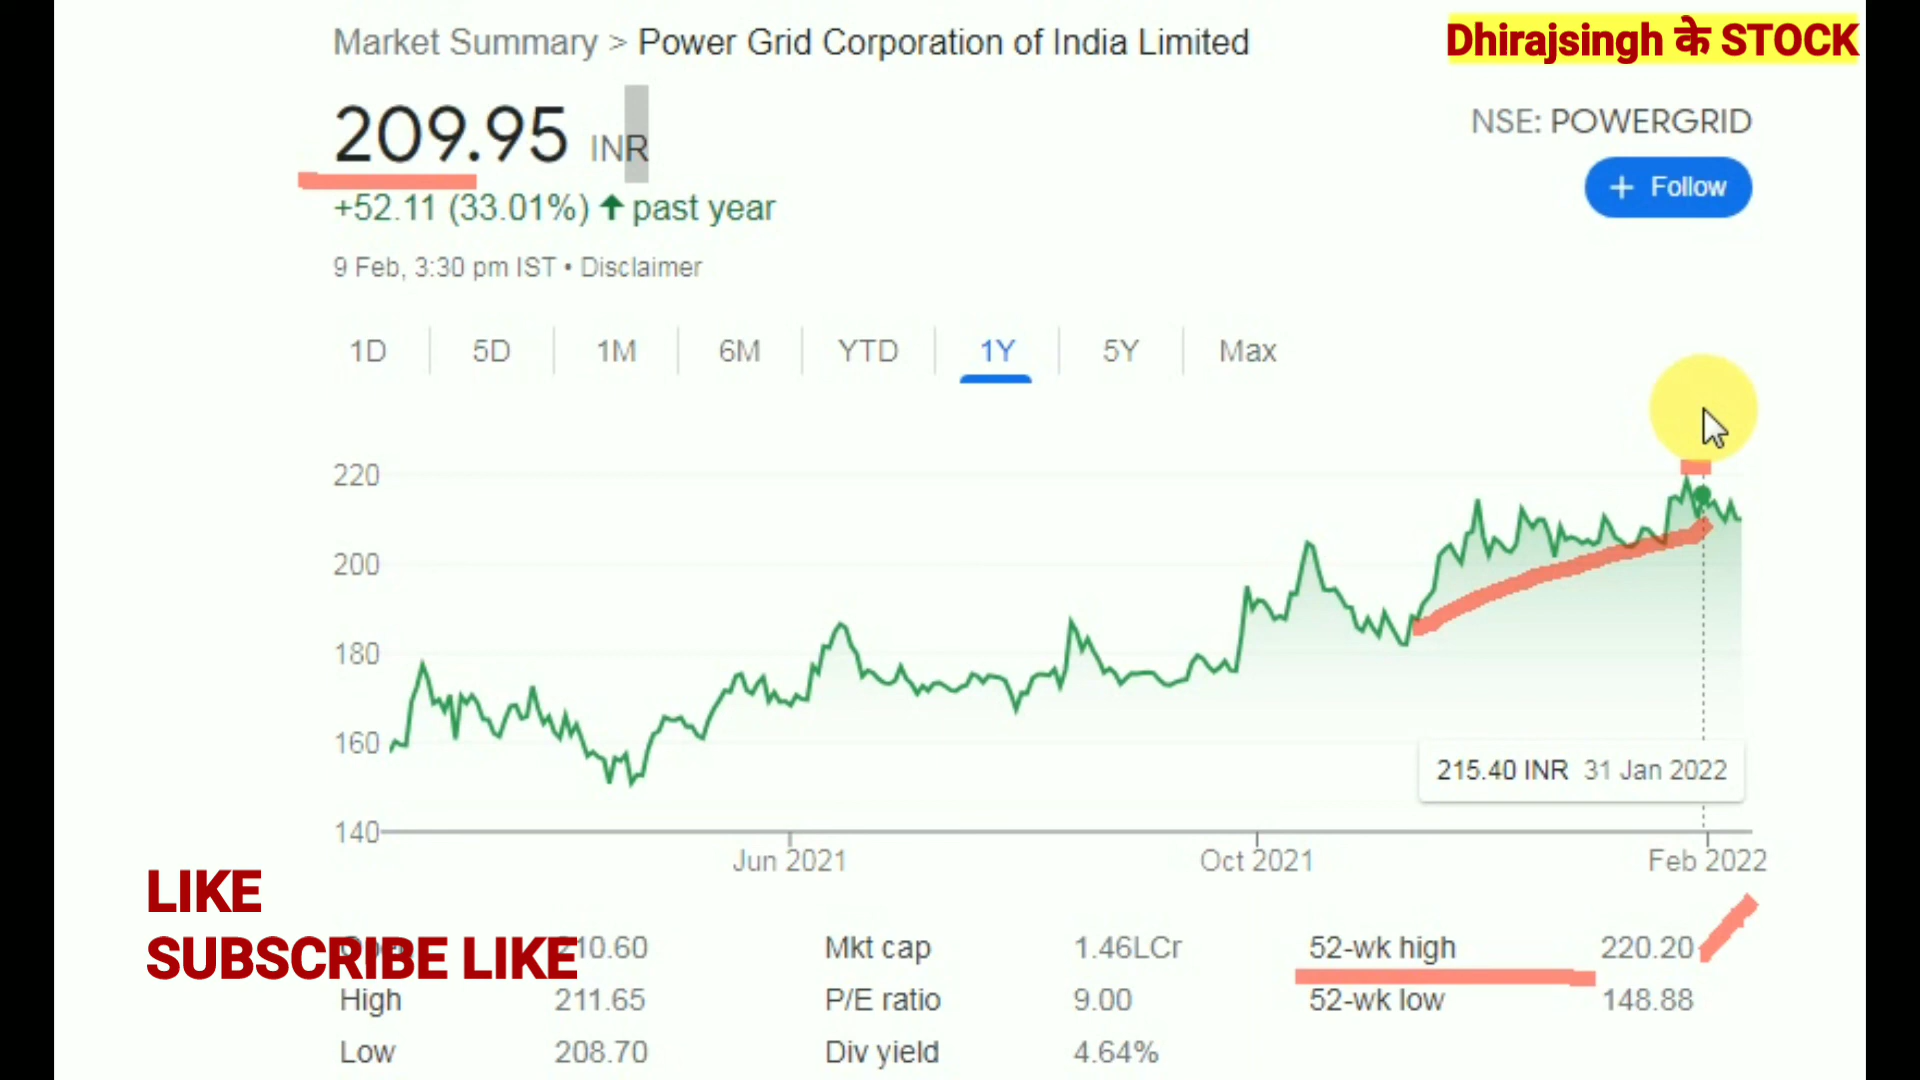 Market Summary > Power Grid Corporation of India Limited
Dhirajsingh के STOCK
209.95 INR
NSE: POWERGRID
+ Follow
+52.11 (33.01%) ↑ past year
9 Feb, 3:30 pm IST • Disclaimer
1D 5D 1M 6M YTD 1Y 5Y Max
220
200
180
160
140
215.40 INR 31 Jan 2022
Jun 2021 Oct 2021 Feb 2022
LIKE
SUBSCRIBE LIKE
10.60 Mkt cap 1.46LCr 52-wk high 220.20
High 211.65 P/E ratio 9.00 52-wk low 148.88
Low 208.70 Div yield 4.64%